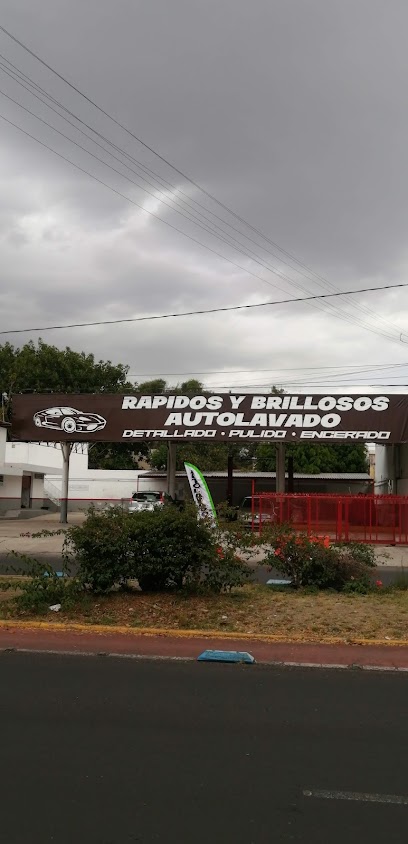 RAPIDOS Y BRILLOSOS
AUTOLAVADO
DETALLADO • PULIDO • ENCERADO